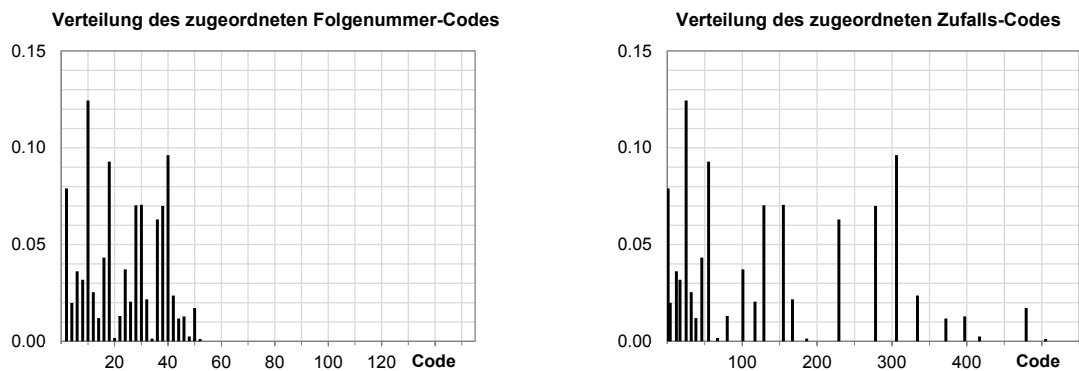 Verteilung des zugeordneten Folgenummer-Codes
0.15
0.10
0.05
0.00
20 40 60 80 100 120 Code
Verteilung des zugeordneten Zufalls-Codes
0.15
0.10
0.05
0.00
100 200 300 400 Code